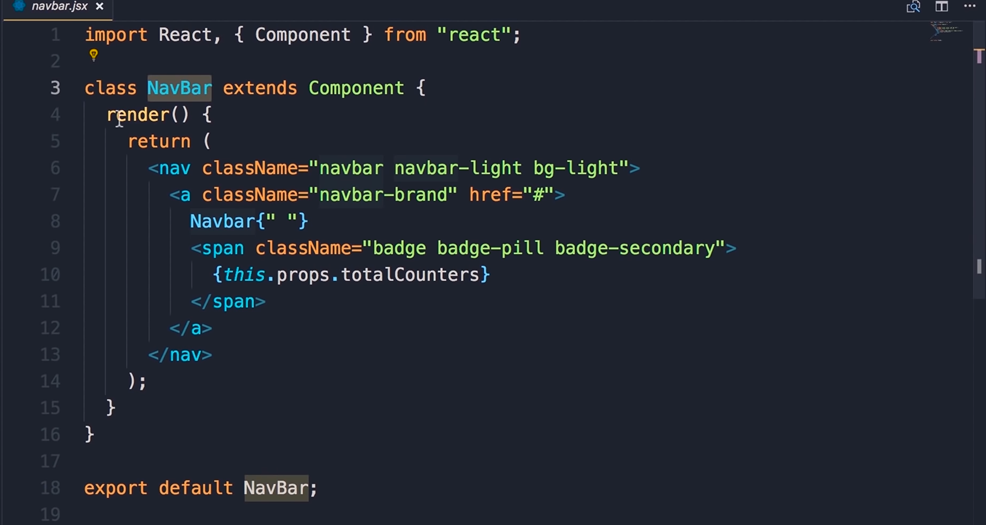 navbar.jsx ×
1 import React, { Component } from "react";
2
3 class NavBar extends Component {
4 render() {
5 return (
6 <nav className="navbar navbar-light bg-light">
7 <a className="navbar-brand" href="#">
8 Navbar{" "}
9 <span className="badge badge-pill badge-secondary">
10 {this.props.totalCounters}
11 </span>
12 </a>
13 </nav>
14 );
15 }
16 }
17
18 export default NavBar;
19